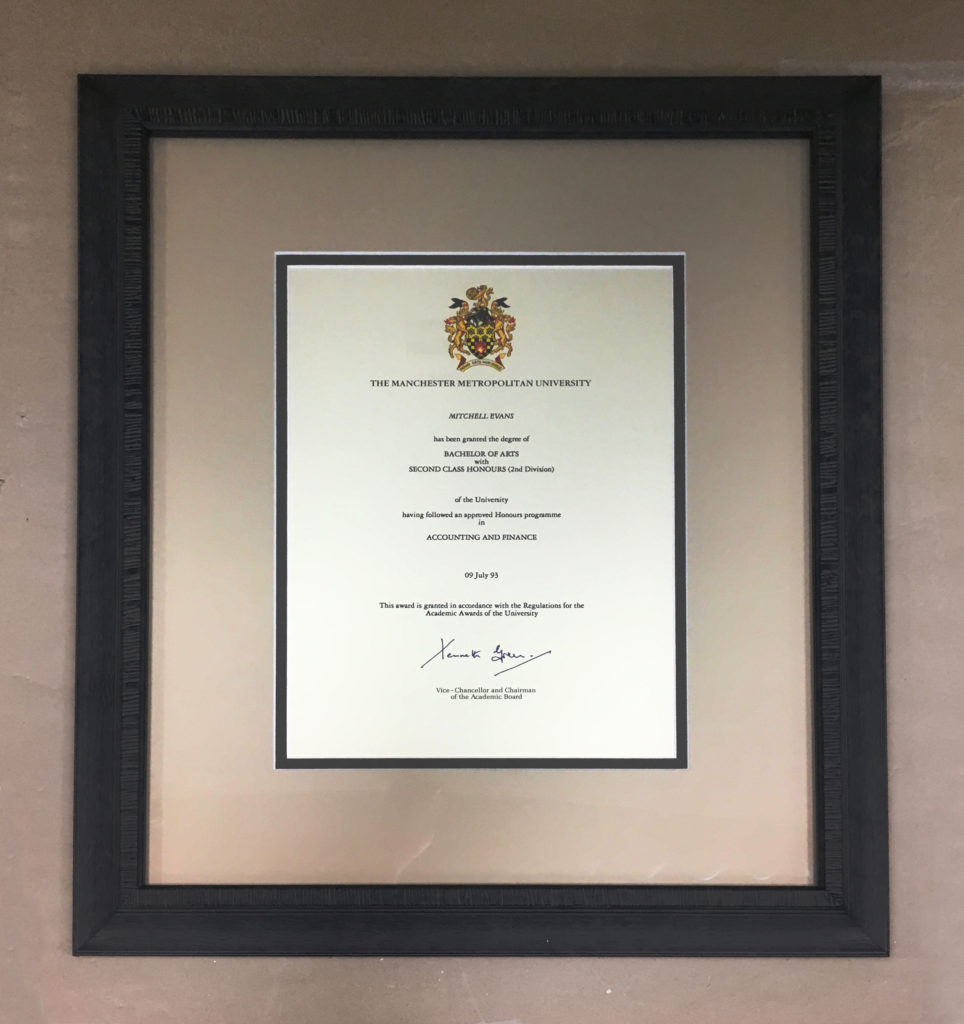 THE MANCHESTER METROPOLITAN UNIVERSITY
MITCHELL EVANS
has been granted the degree of
BACHELOR OF ARTS
with
SECOND CLASS HONOURS (2nd Division)
of the University
having followed an approved Honours programme
in
ACCOUNTING AND FINANCE
09 July 93
This award is granted in accordance with the Regulations for the
Academic Awards of the University
Kenneth Green
Vice-Chancellor and Chairman
of the Academic Board